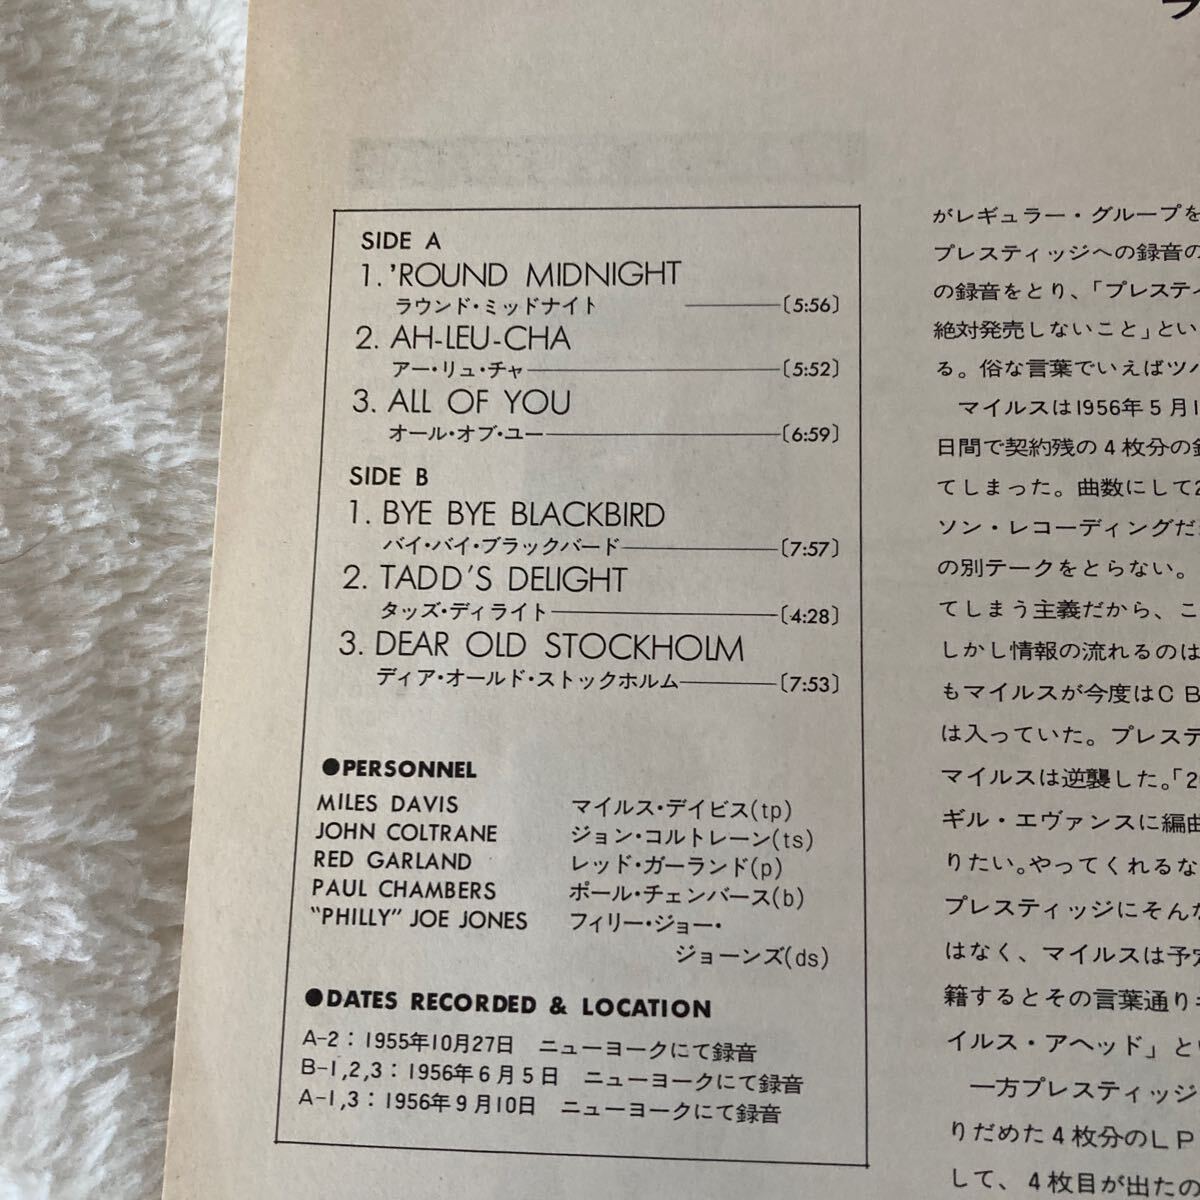 SIDE A
1. 'ROUND MIDNIGHT
ラウンド・ミッドナイト ——— 〔5:56〕
2. AH-LEU-CHA
アー・リュ・チャ ——— 〔5:52〕
3. ALL OF YOU
オール・オブ・ユー ——— 〔6:59〕
SIDE B
1. BYE BYE BLACKBIRD
バイ・バイ・ブラックバード ——— 〔7:57〕
2. TADD'S DELIGHT
タッズ・ディライト ——— 〔4:28〕
3. DEAR OLD STOCKHOLM
ディア・オールド・ストックホルム ——— 〔7:53〕
●PERSONNEL
MILES DAVIS マイルス・デイビス(tp)
JOHN COLTRANE ジョン・コルトレーン(ts)
RED GARLAND レッド・ガーランド(p)
PAUL CHAMBERS ポール・チェンバース(b)
"PHILLY" JOE JONES フィリー・ジョー・
ジョーンズ(ds)
●DATES RECORDED & LOCATION
A-2：1955年10月27日 ニューヨークにて録音
B-1,2,3：1956年6月5日 ニューヨークにて録音
A-1,3：1956年9月10日 ニューヨークにて録音
がレギュラー・グループを
プレスティッジへの録音の
の録音をとり、「プレスティ
絶対発売しないこと」とい
る。俗な言葉でいえばツバ
マイルスは1956年5月1
日間で契約残の4枚分の録
てしまった。曲数にして2
ソン・レコーディングだ
の別テークをとらない。
てしまう主義だから、こ
しかし情報の流れるのは
もマイルスが今度はCB
は入っていた。プレステ
マイルスは逆襲した。「2
ギル・エヴァンスに編曲
りたい。やってくれるな
プレスティッジにそんな
はなく、マイルスは予定
籍するとその言葉通りギ
イルス・アヘッド」とい
一方プレスティッジ
りだめた4枚分のLP
して、4枚目が出たの